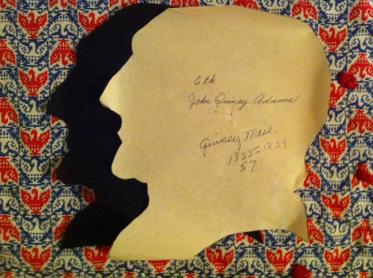 6th
John Quincy Adams
Quincy Mass.
1825-1829
57